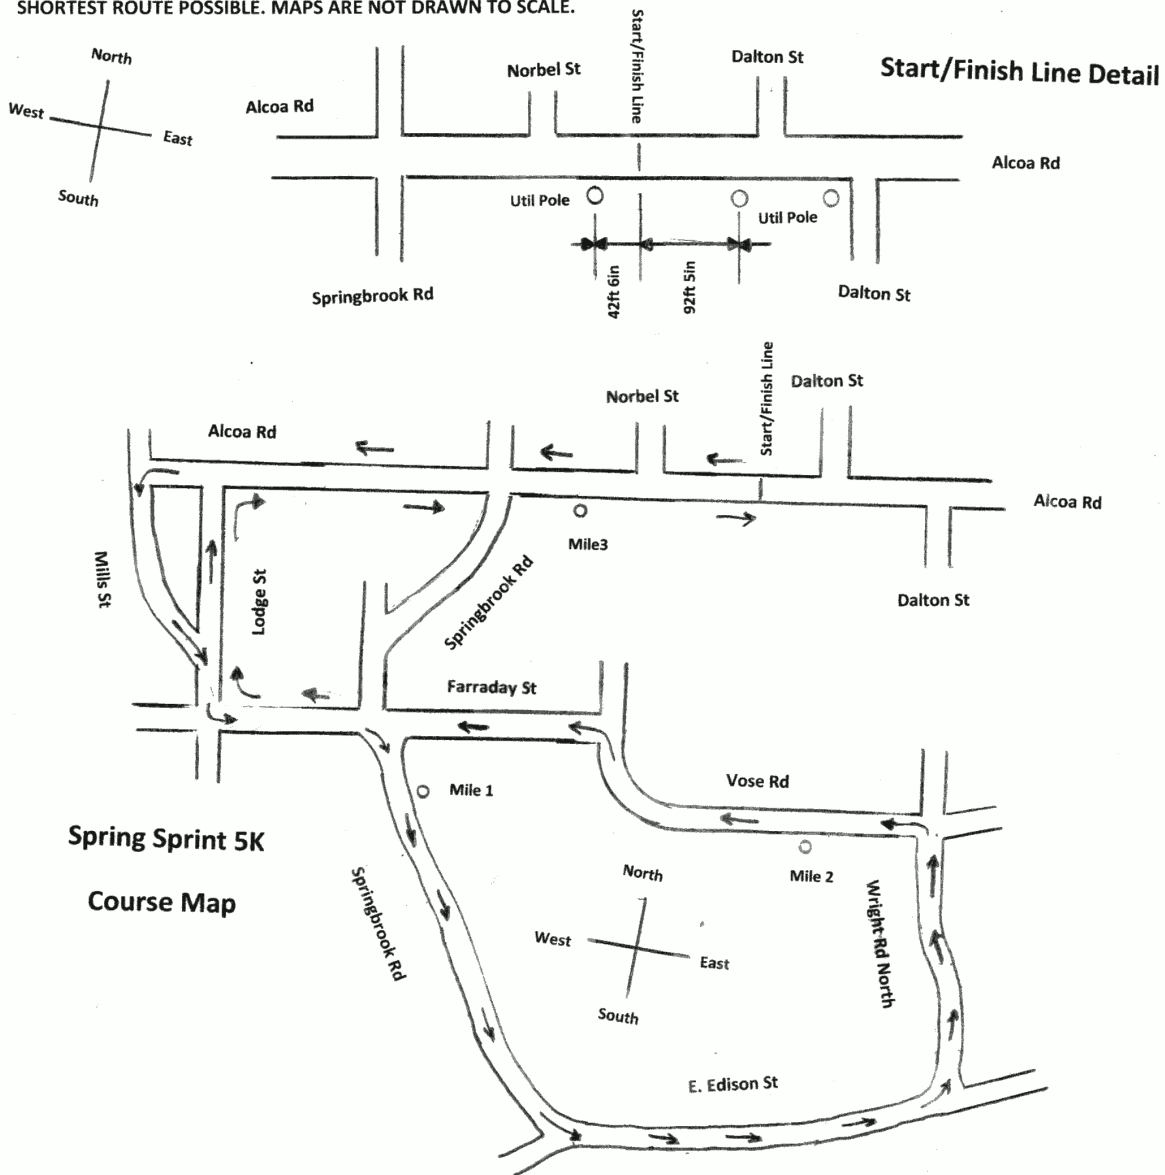 SHORTEST ROUTE POSSIBLE. MAPS ARE NOT DRAWN TO SCALE.
North
West
East
South
Start/Finish Line Detail
Start/Finish Line
Norbel St
Dalton St
Alcoa Rd
Alcoa Rd
Util Pole
Util Pole
42ft 6in
92ft 5in
Springbrook Rd
Dalton St
Start/Finish Line
Dalton St
Norbel St
Alcoa Rd
Alcoa Rd
Mile3
Mills St
Lodge St
Springbrook Rd
Dalton St
Farraday St
Vose Rd
Mile 1
Spring Sprint 5K
Course Map
Mile 2
Springbrook Rd
Wright Rd North
North
West
East
South
E. Edison St